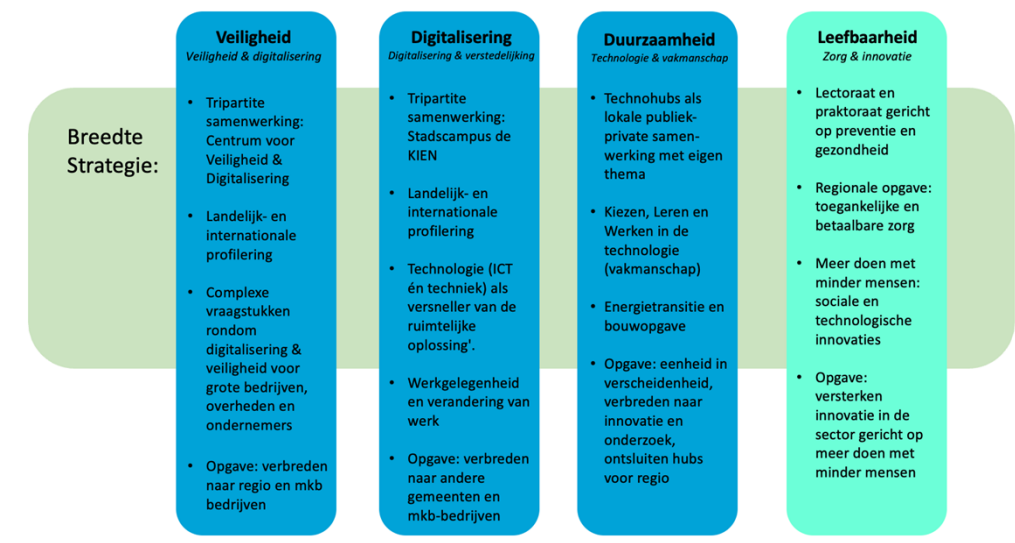 Breedte
Strategie:
Veiligheid
Veiligheid & digitalisering
• Tripartite
samenwerking:
Centrum voor
Veiligheid &
Digitalisering
• Landelijk- en
internationale
profilering
• Complexe
vraagstukken
rondom
digitalisering &
veiligheid voor
grote bedrijven,
overheden en
ondernemers
• Opgave: verbreden
naar regio en mkb
bedrijven
Digitalisering
Digitalisering & verstedelijking
• Tripartite
samenwerking:
Stadscampus de
KIEN
• Landelijk- en
internationale
profilering
• Technologie (ICT
én techniek) als
versneller van de
ruimtelijke
oplossing'.
• Werkgelegenheid
en verandering van
werk
• Opgave: verbreden
naar andere
gemeenten en
mkb-bedrijven
Duurzaamheid
Technologie & vakmanschap
• Technohubs als
lokale publiek-
private samen-
werking met eigen
thema
• Kiezen, Leren en
Werken in de
technologie
(vakmanschap)
• Energietransitie en
bouwopgave
• Opgave: eenheid in
verscheidenheid,
verbreden naar
innovatie en
onderzoek,
ontsluiten hubs
voor regio
Leefbaarheid
Zorg & innovatie
• Lectoraat en
praktoraat gericht
op preventie en
gezondheid
• Regionale opgave:
toegankelijke en
betaalbare zorg
• Meer doen met
minder mensen:
sociale en
technologische
innovaties
• Opgave:
versterken
innovatie in de
sector gericht op
meer doen met
minder mensen